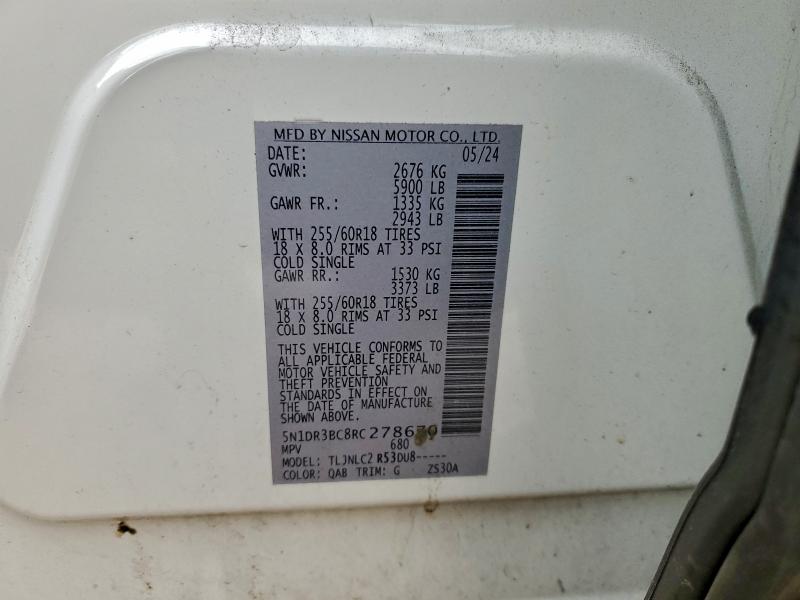 MFD BY NISSAN MOTOR CO., LTD.
DATE: 05/24
GVWR: 2676 KG
5900 LB
GAWR FR.: 1335 KG
2943 LB
WITH 255/60R18 TIRES
18 X 8.0 RIMS AT 33 PSI
COLD SINGLE
GAWR RR.: 1530 KG
3373 LB
WITH 255/60R18 TIRES
18 X 8.0 RIMS AT 33 PSI
COLD SINGLE
THIS VEHICLE CONFORMS TO
ALL APPLICABLE FEDERAL
MOTOR VEHICLE SAFETY AND
THEFT PREVENTION
STANDARDS IN EFFECT ON
THE DATE OF MANUFACTURE
SHOWN ABOVE.
MPV 680
MODEL: TLJNLC2 R53DU8-----
COLOR: QAB TRIM: G ZS30A